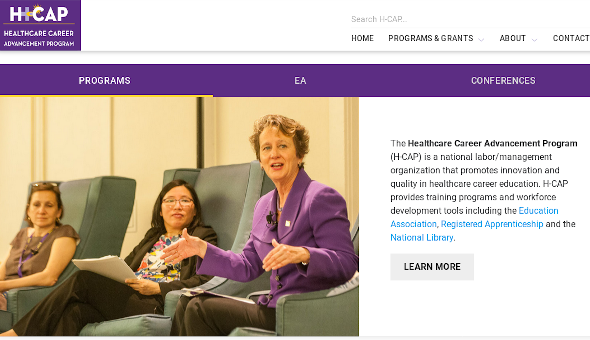 H-CAP
HEALTHCARE CAREER
ADVANCEMENT PROGRAM
Search H-CAP...
HOME PROGRAMS & GRANTS ABOUT CONTACT
PROGRAMS EA CONFERENCES
The Healthcare Career Advancement Program
(H-CAP) is a national labor/management
organization that promotes innovation and
quality in healthcare career education. H-CAP
provides training programs and workforce
development tools including the Education
Association, Registered Apprenticeship and the
National Library.
LEARN MORE